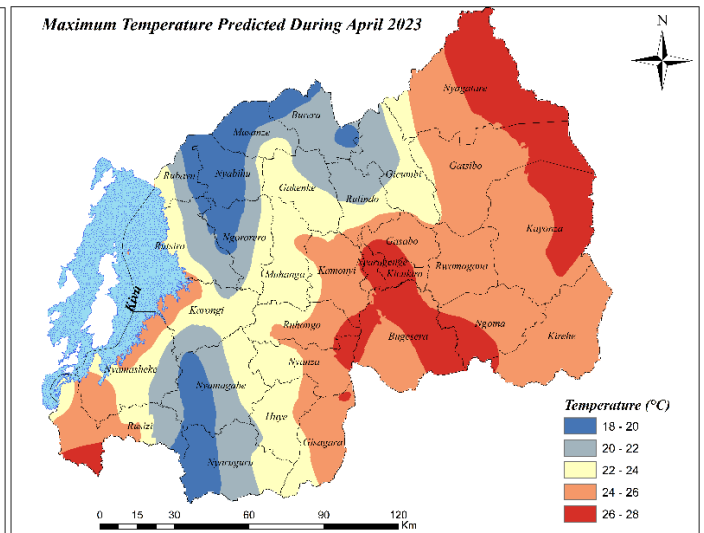 Maximum Temperature Predicted During April 2023
N
Nyagatare
Burera
Musanze
Gatsibo
Rubavu
Nyabihu
Gicumbi
Gakenke
Rulindo
Kayonza
Ngororero
Rutsiro
Gasabo
Nyarugenge
Kicukiro
Rwamagana
Muhanga
Kamonyi
Kivu
Karongi
Ruhango
Bugesera
Ngoma
Kirehe
Nyanza
Nyamasheke
Nyamagabe
Huye
Rusizi
Gisagara
Nyaruguru
Temperature (°C)
18 - 20
20 - 22
22 - 24
24 - 26
26 - 28
0 15 30 60 90 120
Km